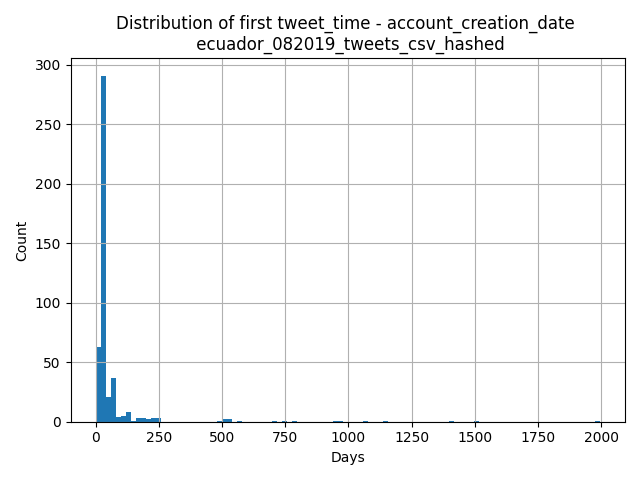 Distribution of first tweet_time - account_creation_date
ecuador_082019_tweets_csv_hashed
300
250
200
150
100
50
0
Count
0 250 500 750 1000 1250 1500 1750 2000
Days